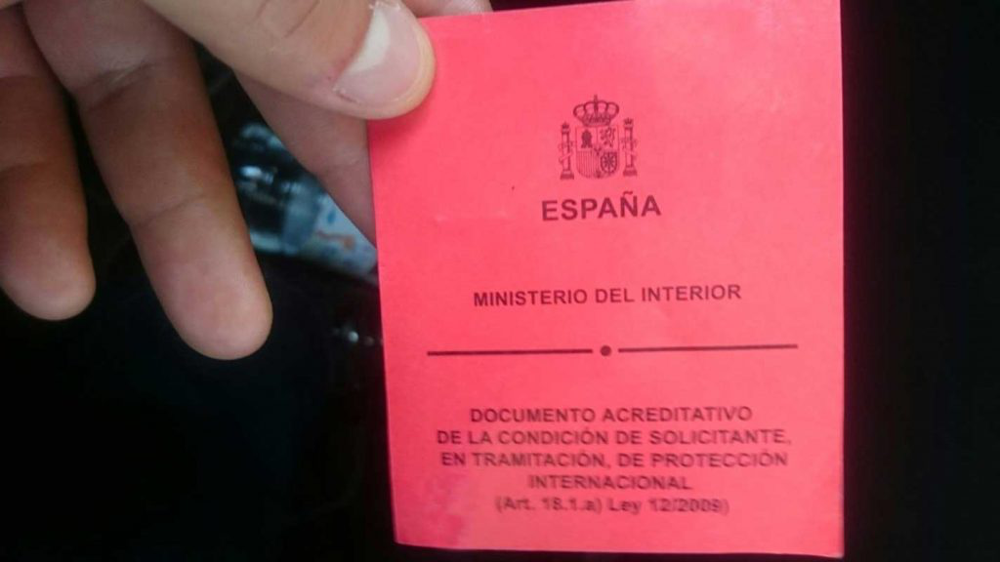 ESPAÑA
MINISTERIO DEL INTERIOR
DOCUMENTO ACREDITATIVO
DE LA CONDICIÓN DE SOLICITANTE,
EN TRAMITACIÓN, DE PROTECCIÓN
INTERNACIONAL
(Art. 18.1.a) Ley 12/2009)